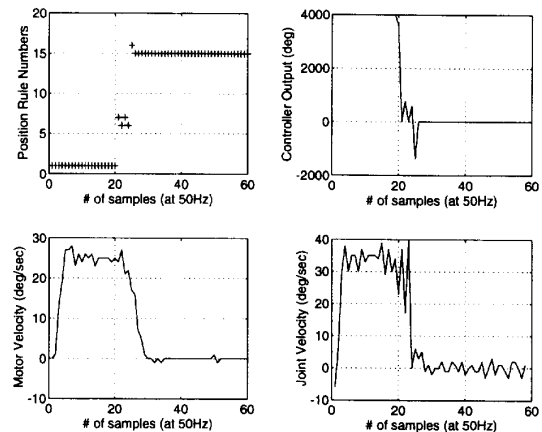 Position Rule Numbers
20
15
10
5
0
0 20 40 60
# of samples (at 50Hz)
Controller Output (deg)
4000
2000
0
-2000
0 20 40 60
# of samples (at 50Hz)
Motor Velocity (deg/sec)
30
20
10
0
-10
0 20 40 60
# of samples (at 50Hz)
Joint Velocity (deg/sec)
40
30
20
10
0
-10
0 20 40 60
# of samples (at 50Hz)